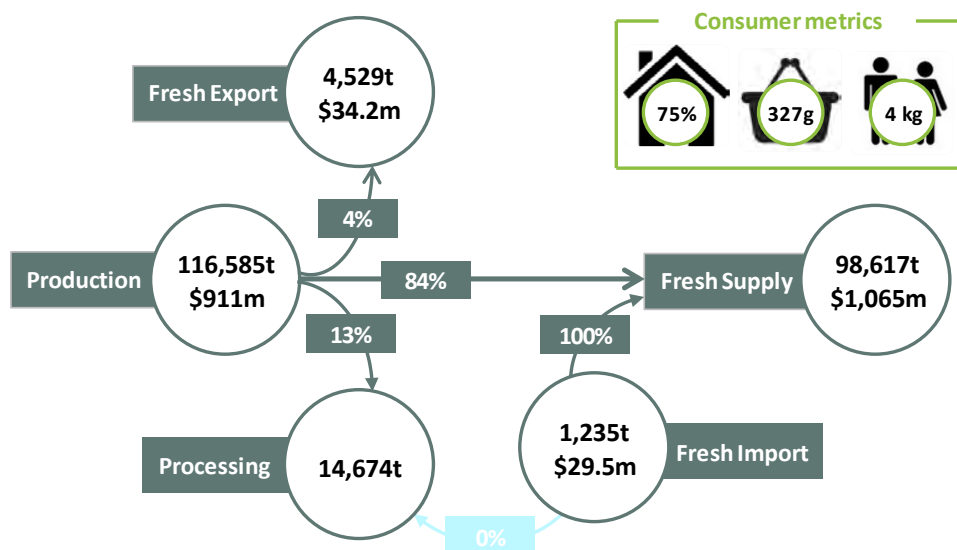 Consumer metrics
75%
327g
4 kg
Fresh Export
4,529t
$34.2m
4%
Production
116,585t
$911m
84%
Fresh Supply
98,617t
$1,065m
13%
100%
Processing
14,674t
1,235t
$29.5m
Fresh Import
0%